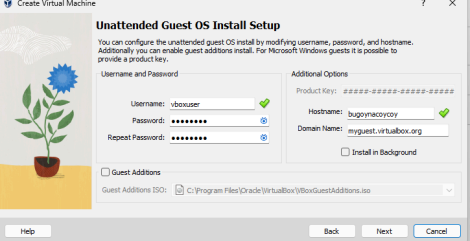 Create Virtual Machine
?
Unattended Guest OS Install Setup
You can configure the unattended guest OS install by modifying username, password, and hostname.
Additionally you can enable guest additions install. For Microsoft Windows guests it is possible to
provide a product key.
Username and Password
Username: vboxuser
Password: ●●●●●●●●
Repeat Password: ●●●●●●●●
Additional Options
Product Key: #####-#####-#####-#####-#####
Hostname: bugoynacoycoy
Domain Name: myguest.virtualbox.org
Install in Background
Guest Additions
Guest Additions ISO: C:\Program Files\Oracle\VirtualBox\VBoxGuestAdditions.iso
Help Back Next Cancel